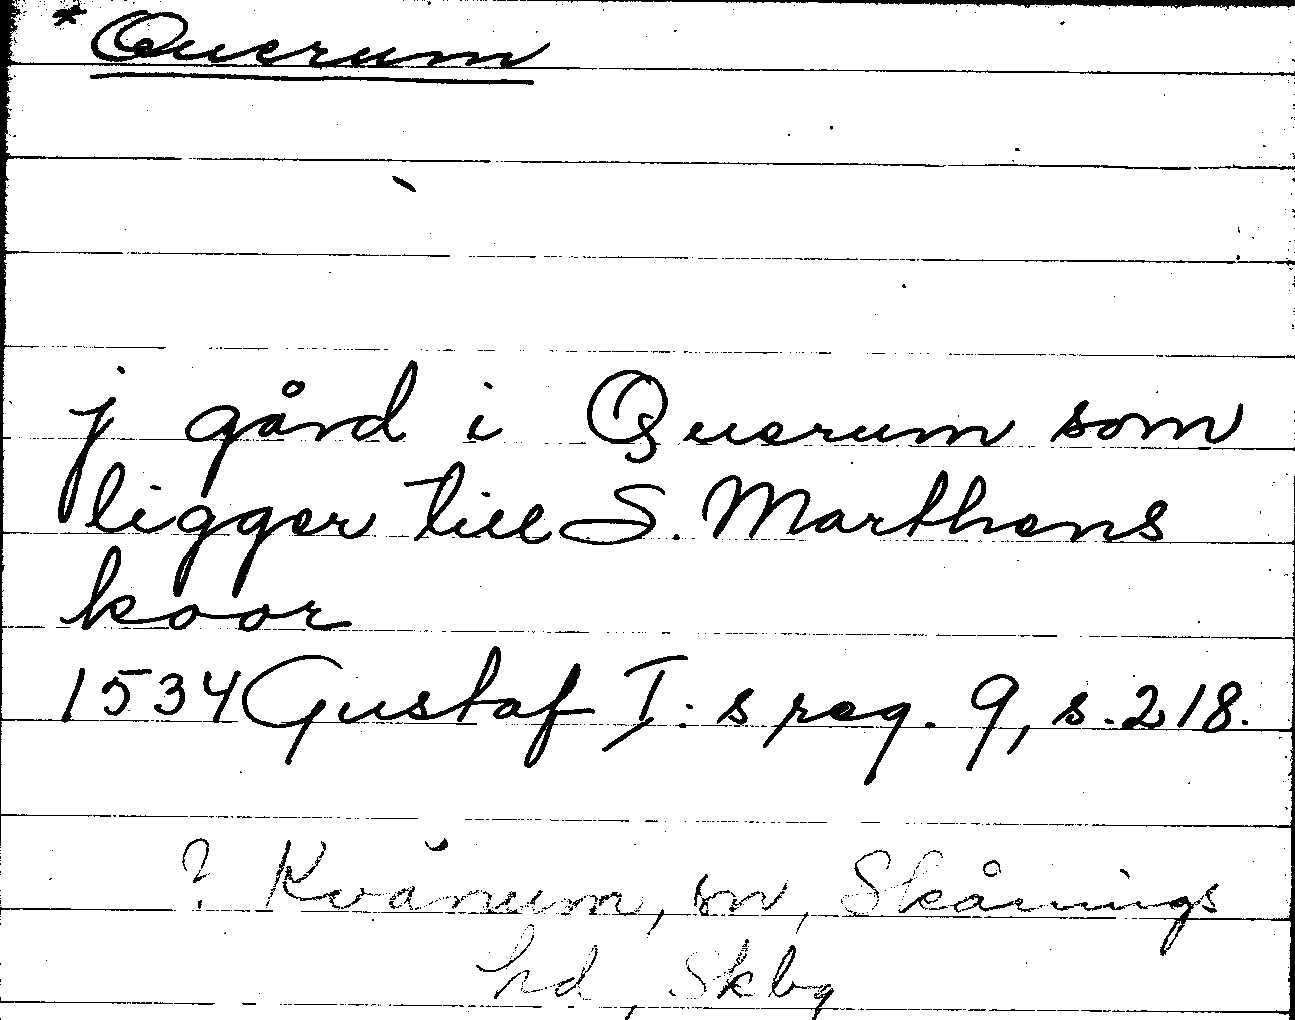 * Querum
j gård i Querum som
ligger till S. Marthens
koor
1534 Gustaf I:s reg. 9, s. 218.
? Kvänum, sn, Skånings
hd, Skbg